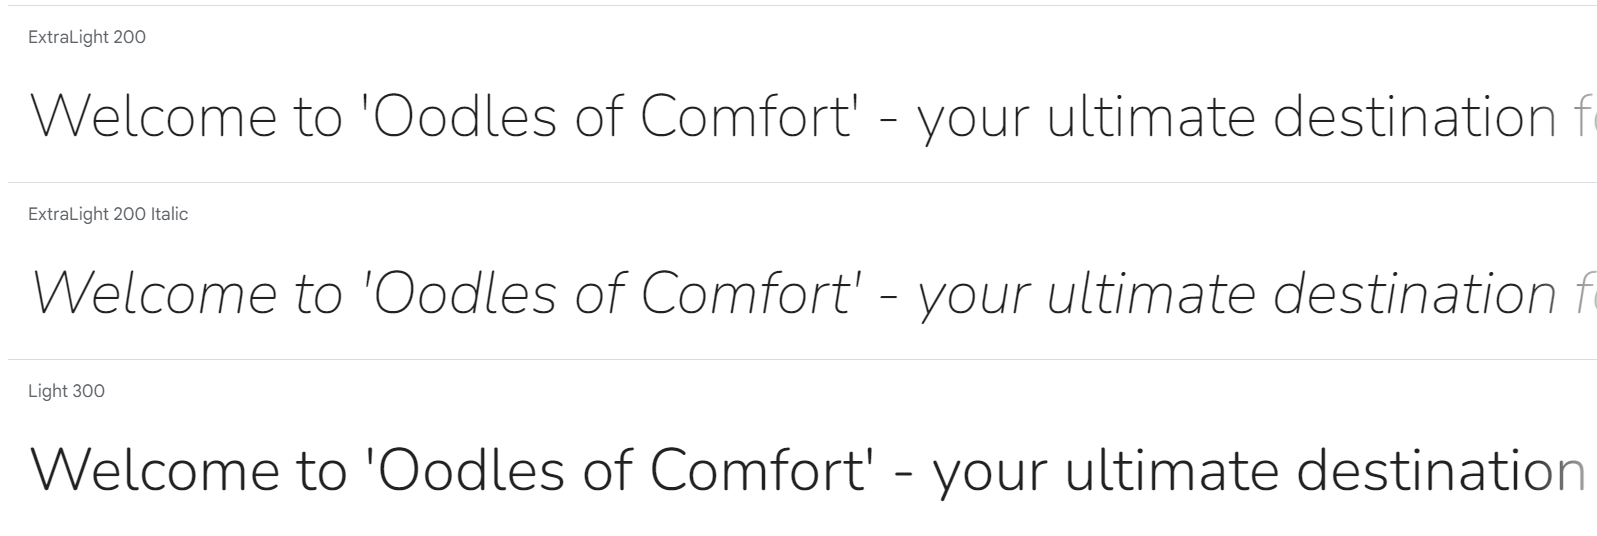 ExtraLight 200
Welcome to 'Oodles of Comfort' - your ultimate destination
ExtraLight 200 Italic
Welcome to 'Oodles of Comfort' - your ultimate destination
Light 300
Welcome to 'Oodles of Comfort' - your ultimate destination